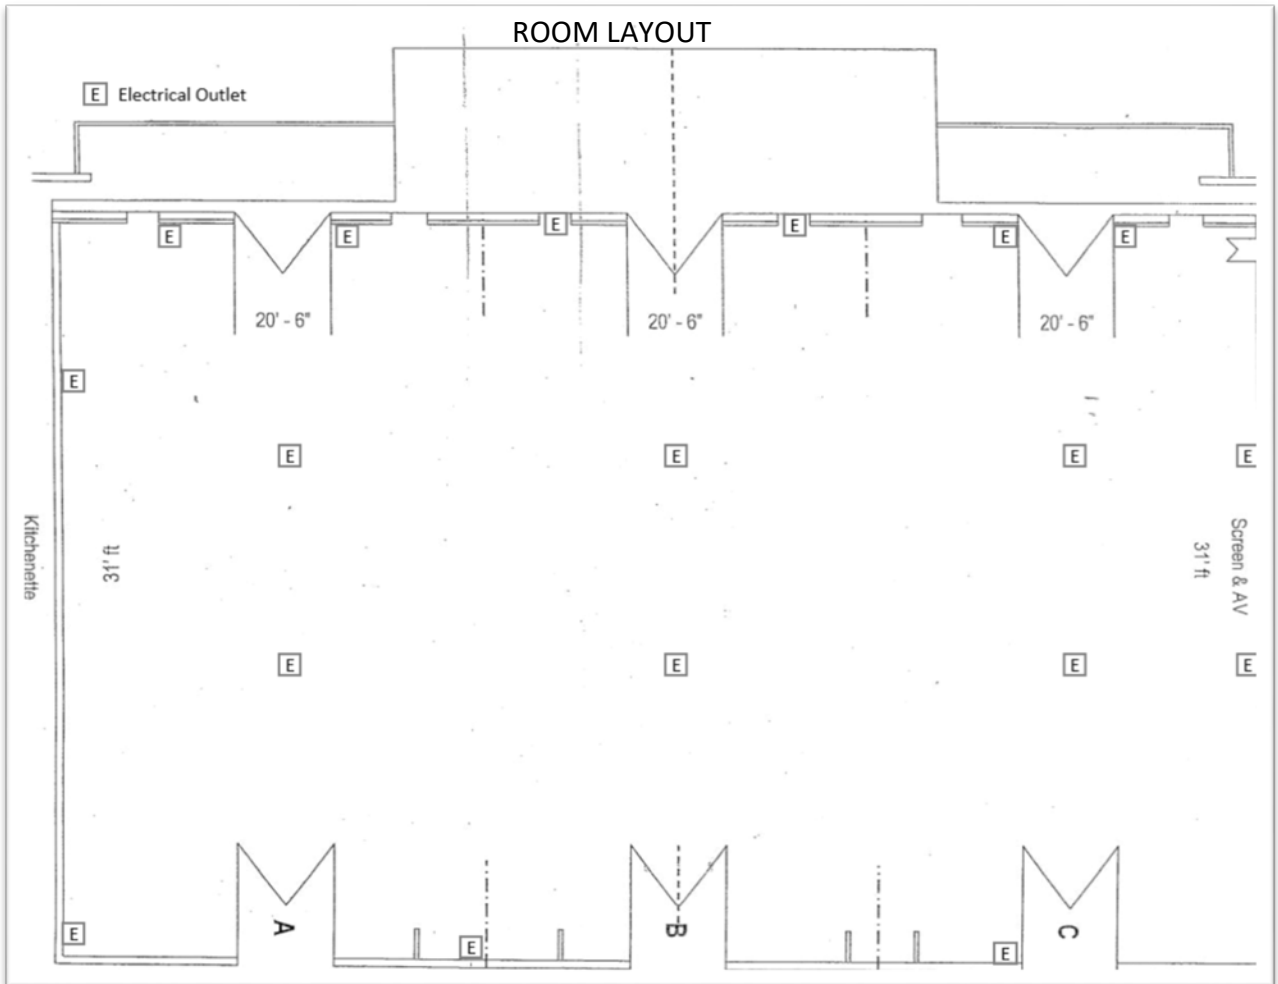 ROOM LAYOUT
E Electrical Outlet
E
E
E
E
E
E
20' - 6"
20' - 6"
20' - 6"
E
E
E
E
E
Kitchenette
31' ft
31' ft
Screen & AV
E
E
E
E
A
B
C
E
E
E